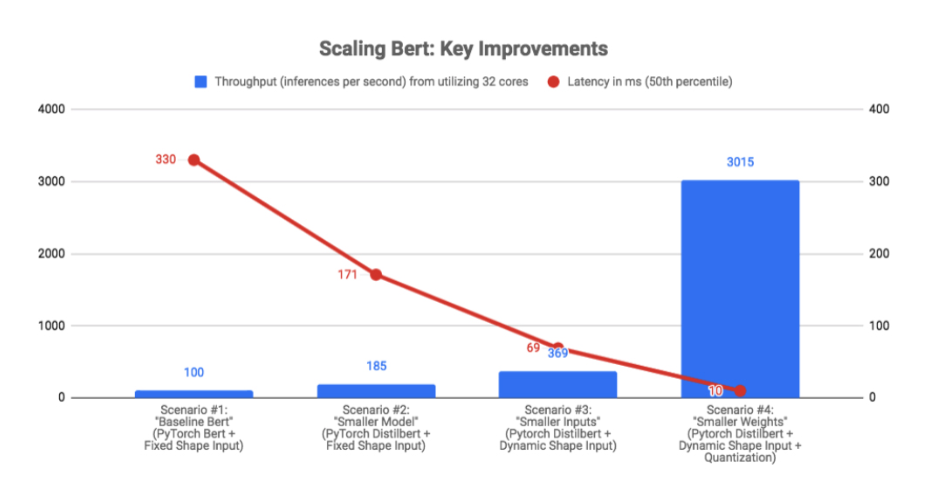 Scaling Bert: Key Improvements
Throughput (inferences per second) from utilizing 32 cores
Latency in ms (50th percentile)
4000
400
330
3015
3000
300
171
2000
200
1000
100
69
369
185
100
10
0
0
Scenario #1:
"Baseline Bert"
(PyTorch Bert +
Fixed Shape Input)
Scenario #2:
"Smaller Model"
(PyTorch Distilbert +
Fixed Shape Input)
Scenario #3:
"Smaller Inputs"
(Pytorch Distilbert +
Dynamic Shape Input)
Scenario #4:
"Smaller Weights"
(Pytorch Distilbert +
Dynamic Shape Input +
Quantization)